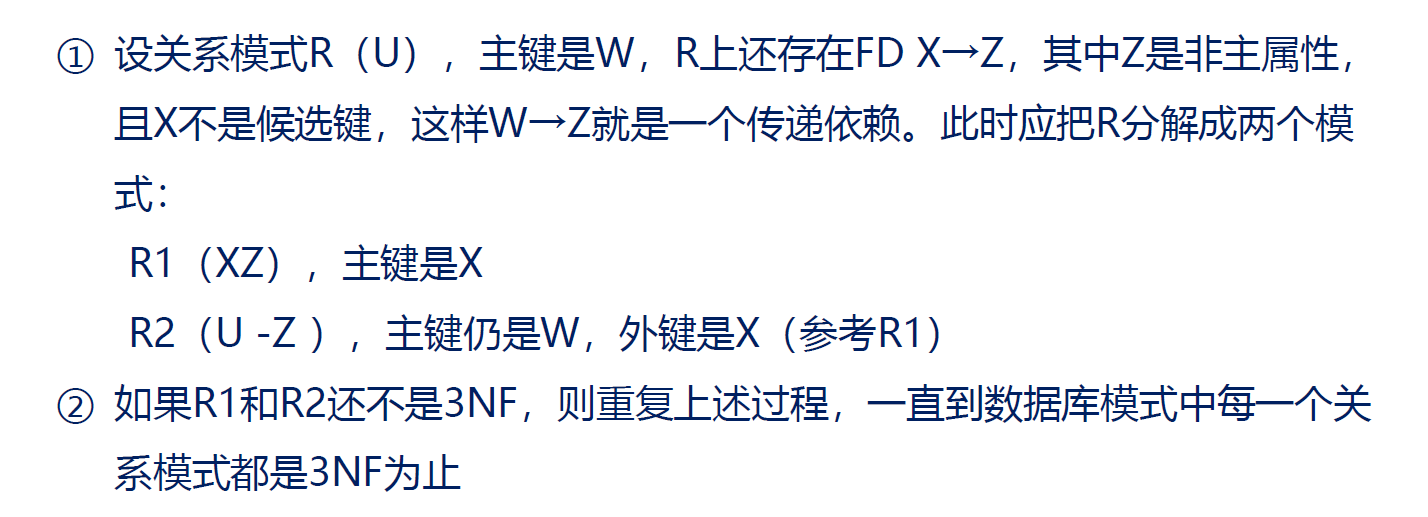 ① 设关系模式R（U），主键是W，R上还存在FD X→Z，其中Z是非主属性，
且X不是候选键，这样W→Z就是一个传递依赖。此时应把R分解成两个模
式：
R1（XZ），主键是X
R2（U -Z ），主键仍是W，外键是X（参考R1）
② 如果R1和R2还不是3NF，则重复上述过程，一直到数据库模式中每一个关
系模式都是3NF为止